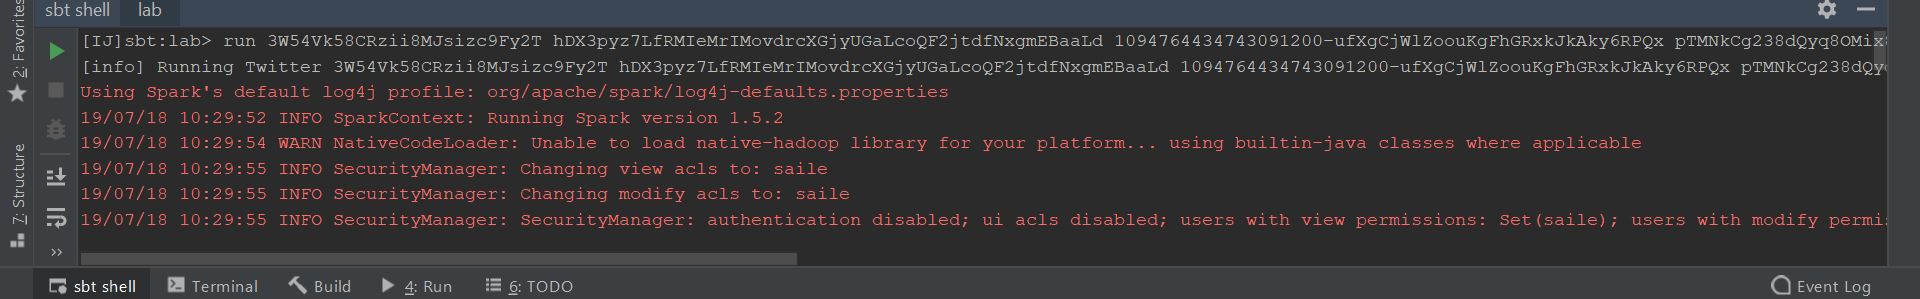 sbt shell lab
2: Favorites
7: Structure
[IJ]sbt:lab> run 3W54Vk58CRzii8MJsizc9Fy2T hDX3pyz7LfRMIeMrIMovdrcXGjyUGaLcoQF2jtdfNxgmEBaaLd 1094764434743091200-ufXgCjWlZoouKgFhGRxkJkAky6RPQx pTMNkCg238dQyq8OMix
[info] Running Twitter 3W54Vk58CRzii8MJsizc9Fy2T hDX3pyz7LfRMIeMrIMovdrcXGjyUGaLcoQF2jtdfNxgmEBaaLd 1094764434743091200-ufXgCjWlZoouKgFhGRxkJkAky6RPQx pTMNkCg238dQy
Using Spark's default log4j profile: org/apache/spark/log4j-defaults.properties
19/07/18 10:29:52 INFO SparkContext: Running Spark version 1.5.2
19/07/18 10:29:54 WARN NativeCodeLoader: Unable to load native-hadoop library for your platform... using builtin-java classes where applicable
19/07/18 10:29:55 INFO SecurityManager: Changing view acls to: saile
19/07/18 10:29:55 INFO SecurityManager: Changing modify acls to: saile
19/07/18 10:29:55 INFO SecurityManager: SecurityManager: authentication disabled; ui acls disabled; users with view permissions: Set(saile); users with modify permis
sbt shell Terminal Build 4: Run 6: TODO Event Log